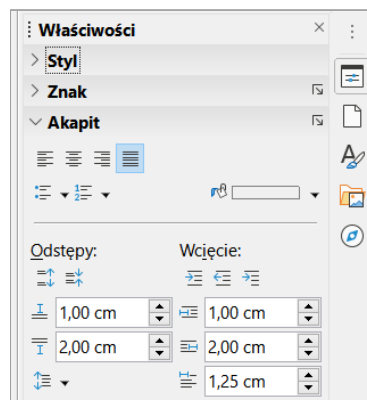 Właściwości
Styl
Znak
Akapit
Odstępy: Wcięcie:
1,00 cm 1,00 cm
2,00 cm 2,00 cm
1,25 cm